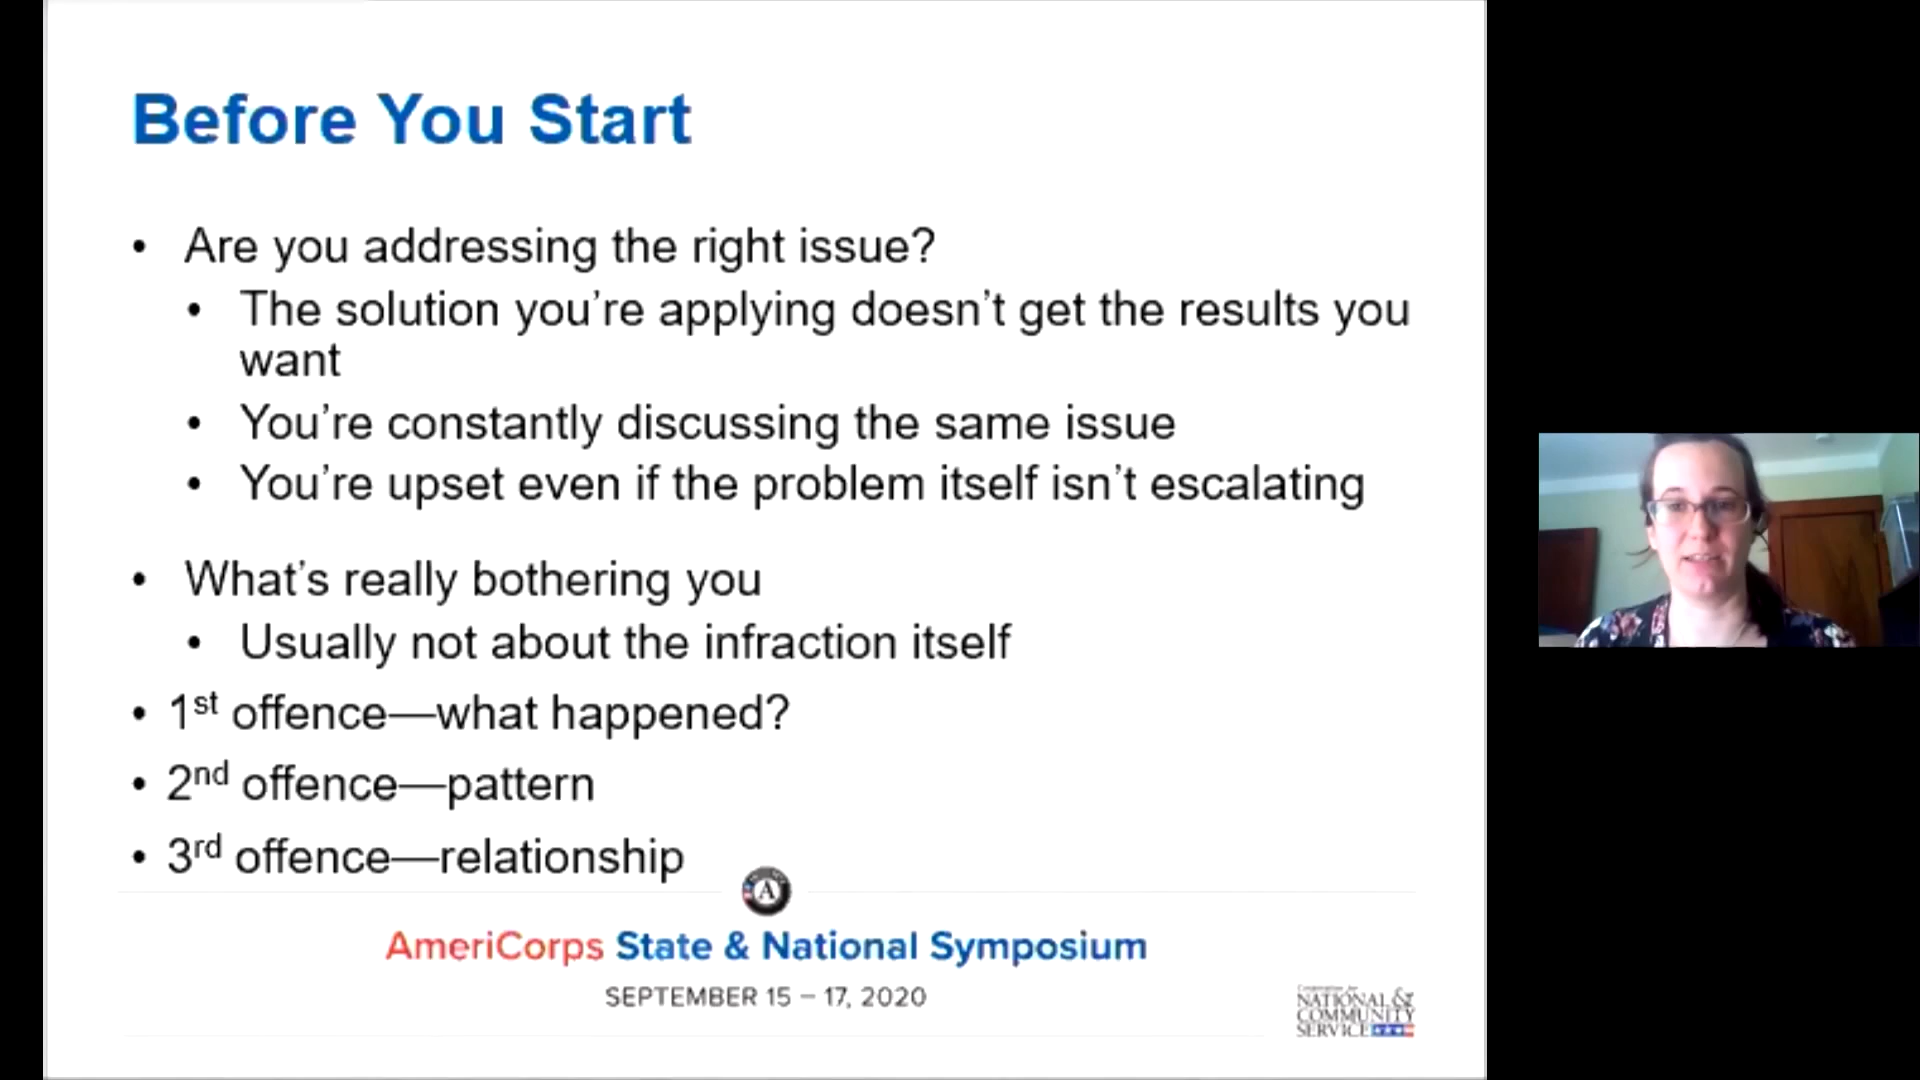 Before You Start
• Are you addressing the right issue?
• The solution you’re applying doesn’t get the results you
want
• You’re constantly discussing the same issue
• You’re upset even if the problem itself isn’t escalating
• What’s really bothering you
• Usually not about the infraction itself
• 1st offence—what happened?
• 2nd offence—pattern
• 3rd offence—relationship
A
AmeriCorps State & National Symposium
SEPTEMBER 15 – 17, 2020
Corporation for
NATIONAL &
COMMUNITY
SERVICE